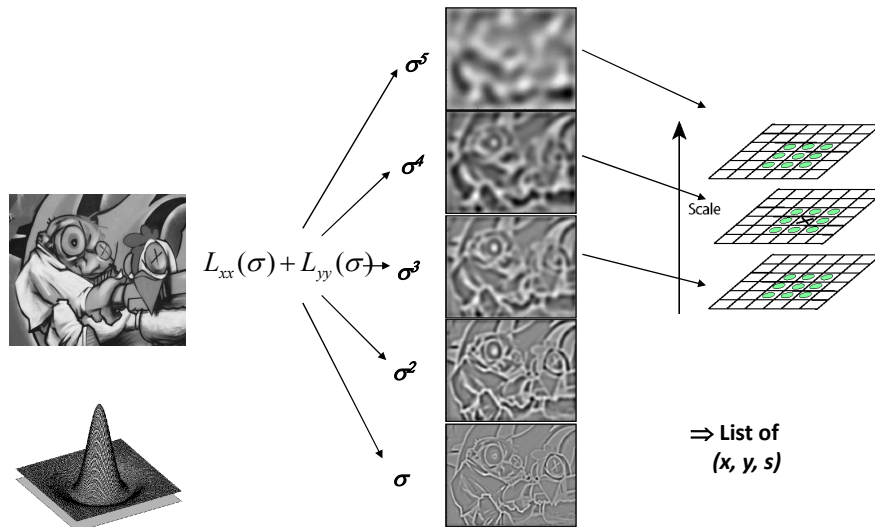 σ⁵
σ⁴
Scale
L_xx(σ) + L_yy(σ)
σ³
σ²
⇒ List of
(x, y, s)
σ